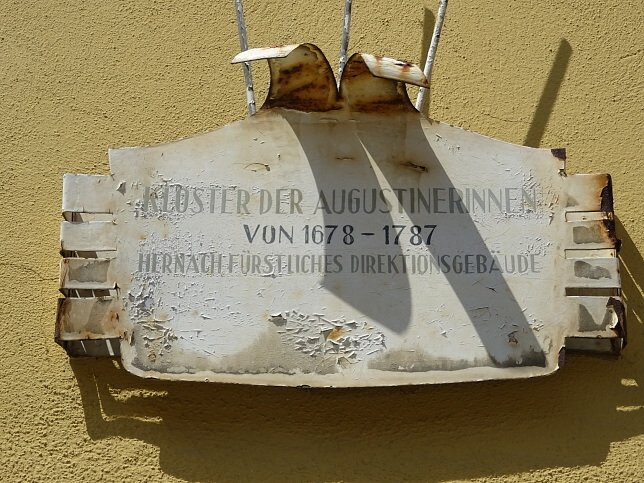 KLOSTER DER AUGUSTINERINNEN
VON 1678 - 1787
HERNACH FÜRSTLICHES DIREKTIONSGEBÄUDE